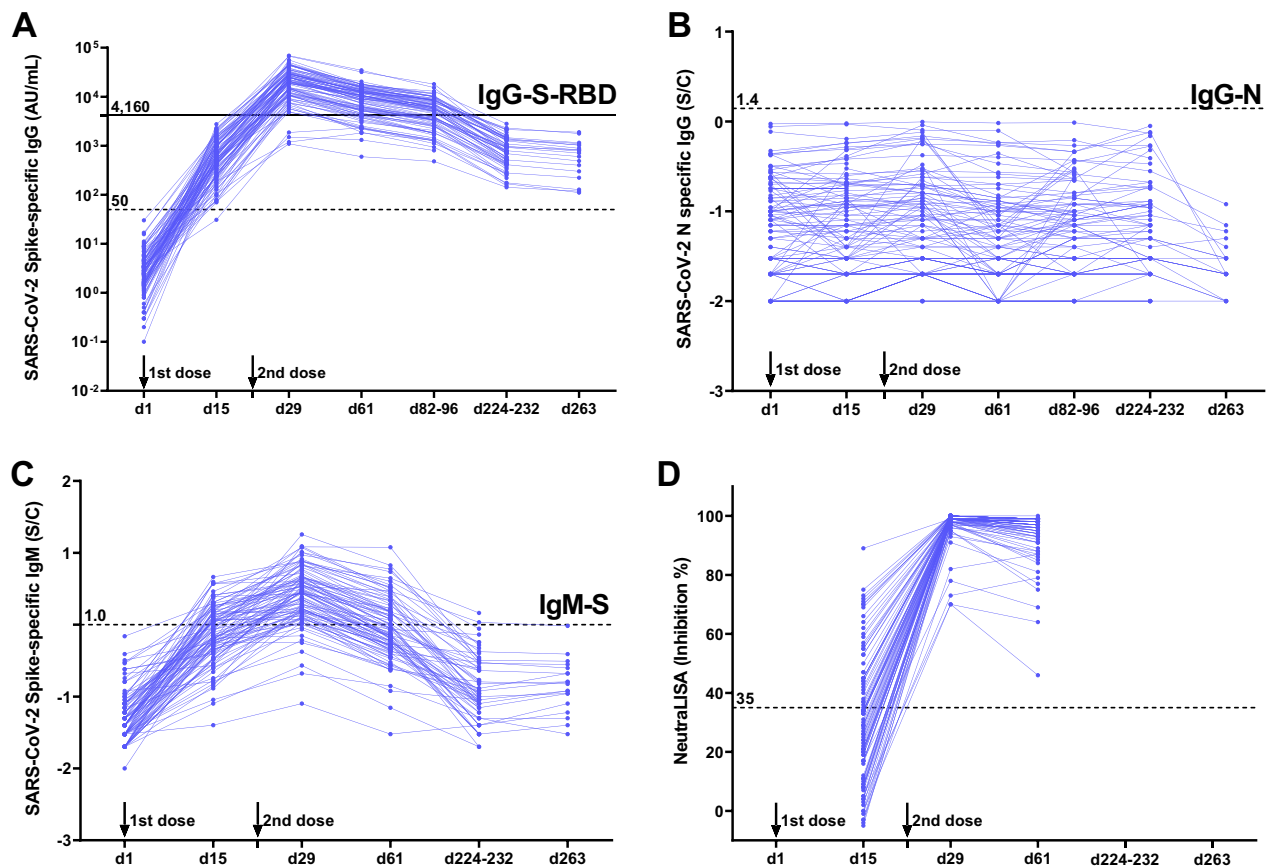 A
SARS-CoV-2 Spike-specific IgG (AU/mL)
10⁵
10⁴
10³
10²
10¹
10⁰
10⁻¹
10⁻²
4,160
50
IgG-S-RBD
1st dose
2nd dose
d1 d15 d29 d61 d82-96 d224-232 d263
B
SARS-CoV-2 N specific IgG (S/C)
1
0
-1
-2
-3
1.4
IgG-N
1st dose
2nd dose
d1 d15 d29 d61 d82-96 d224-232 d263
C
SARS-CoV-2 Spike-specific IgM (S/C)
2
1
-1
-2
-3
1.0
IgM-S
1st dose
2nd dose
d1 d15 d29 d61 d224-232 d263
D
NeutraLISA (Inhibition %)
100
80
60
40
20
0
35
1st dose
2nd dose
d1 d15 d29 d61 d224-232 d263